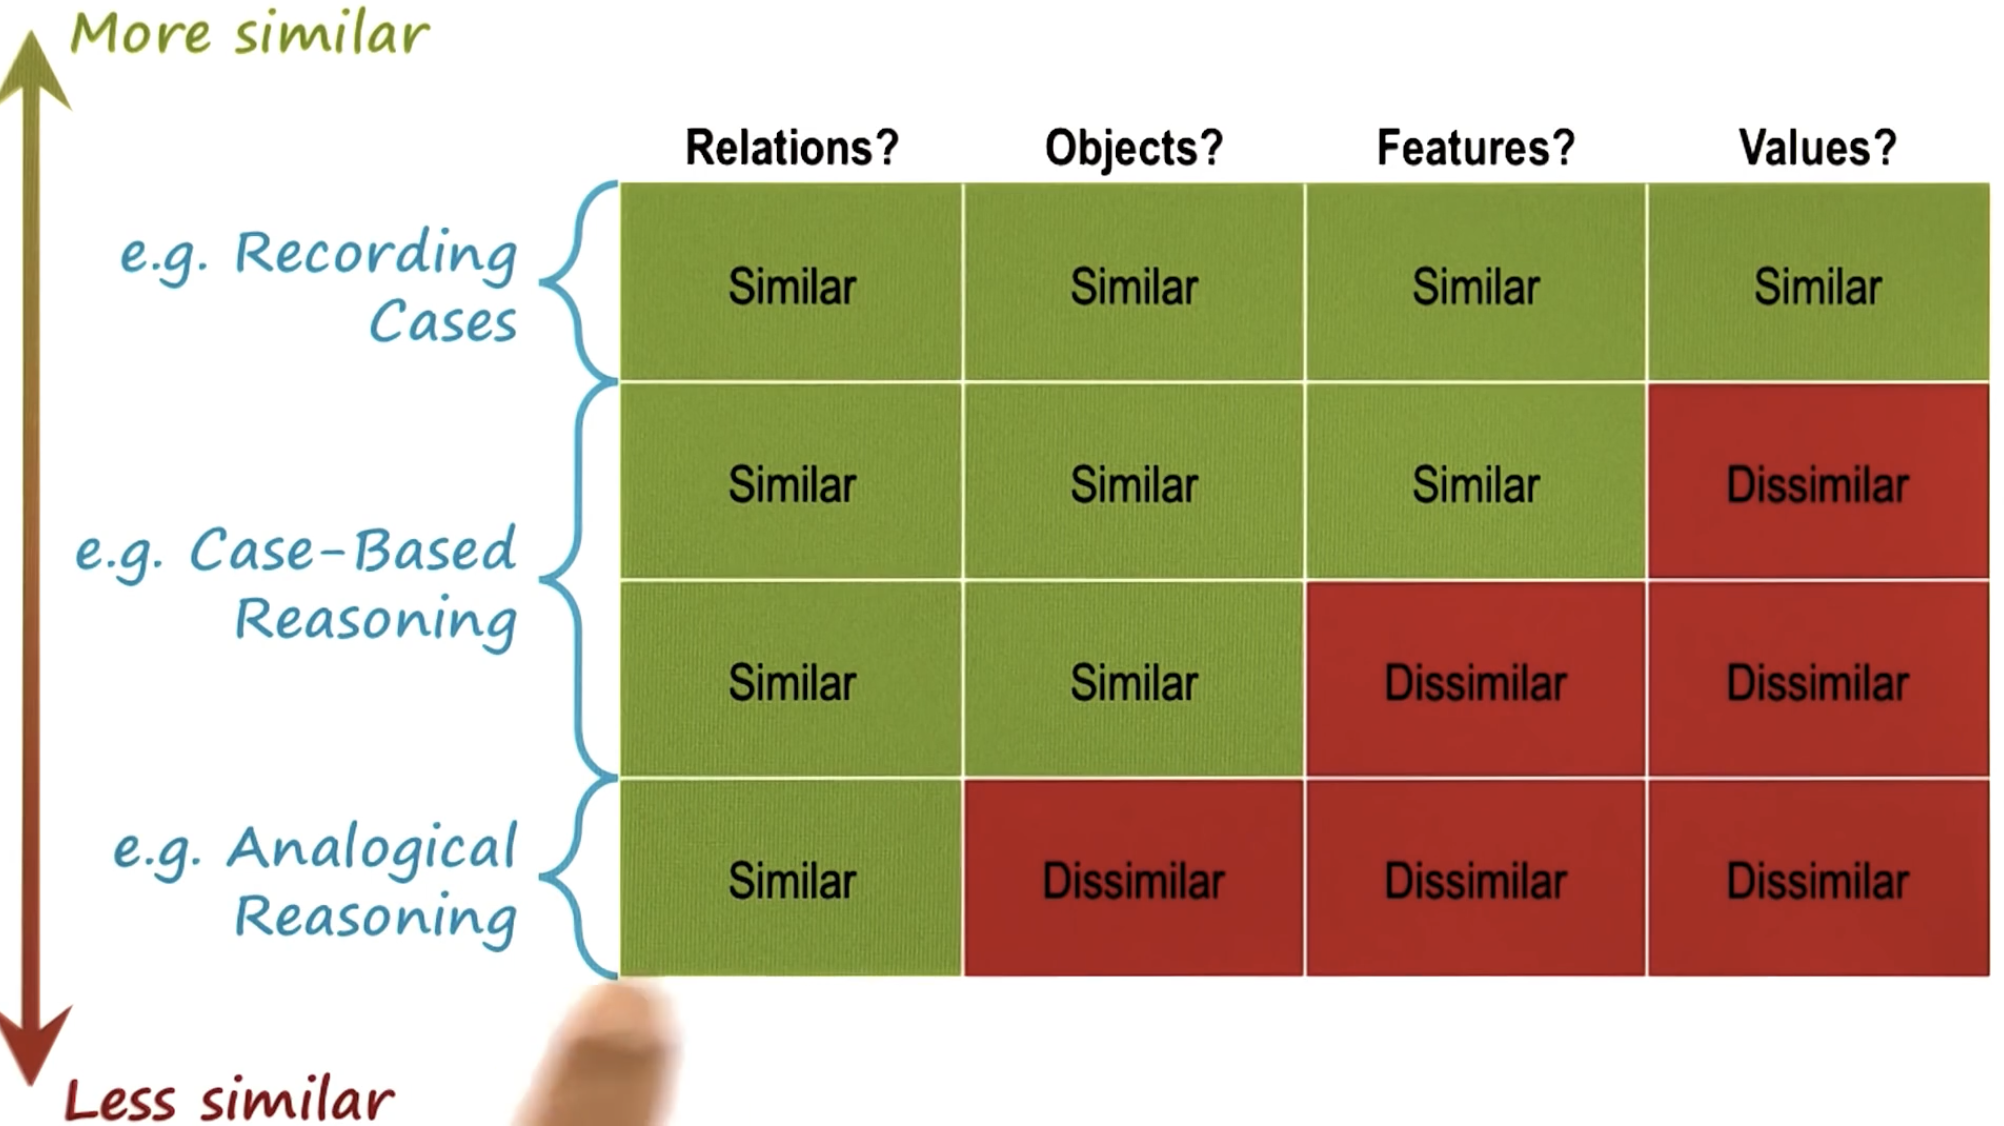 More similar
Relations? Objects? Features? Values?
e.g. Recording
Cases
Similar Similar Similar Similar
e.g. Case-Based
Reasoning
Similar Similar Similar Dissimilar
Similar Similar Dissimilar Dissimilar
e.g. Analogical
Reasoning
Similar Dissimilar Dissimilar Dissimilar
Less similar